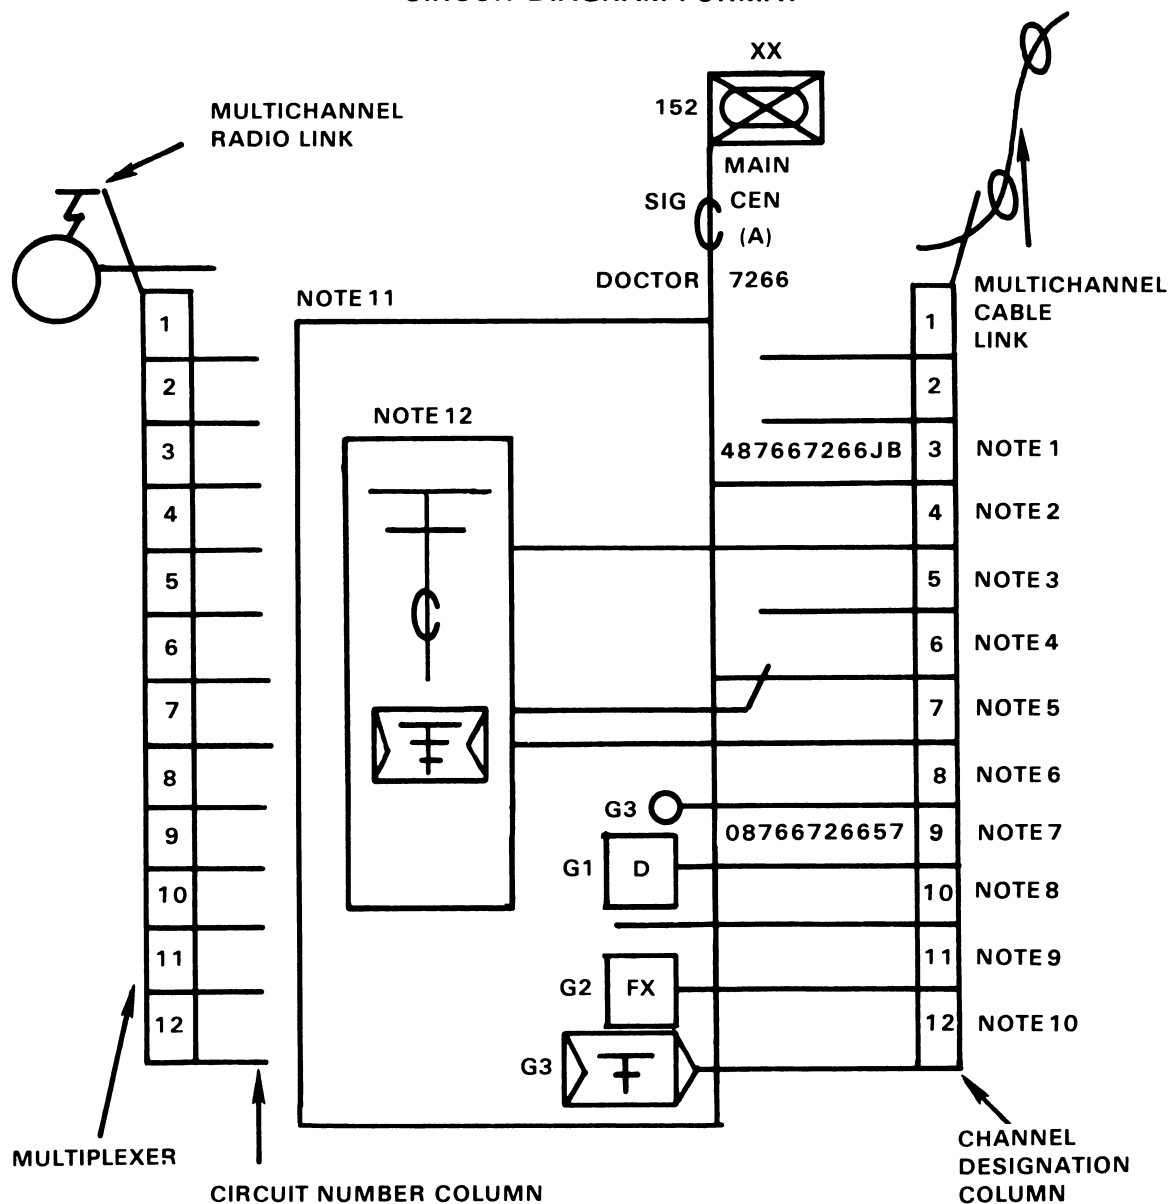 XX
152
MULTICHANNEL
RADIO LINK
MAIN
SIG CEN
(A)
DOCTOR 7266
MULTICHANNEL
CABLE
LINK
NOTE 11
1
2
3
4
5
6
7
8
9
10
11
12
NOTE 12
487667266JB
G3
08766726657
G1 D
G2 FX
G3
1
2
3 NOTE 1
4 NOTE 2
5 NOTE 3
6 NOTE 4
7 NOTE 5
8 NOTE 6
9 NOTE 7
10 NOTE 8
11 NOTE 9
12 NOTE 10
MULTIPLEXER
CIRCUIT NUMBER COLUMN
CHANNEL
DESIGNATION
COLUMN